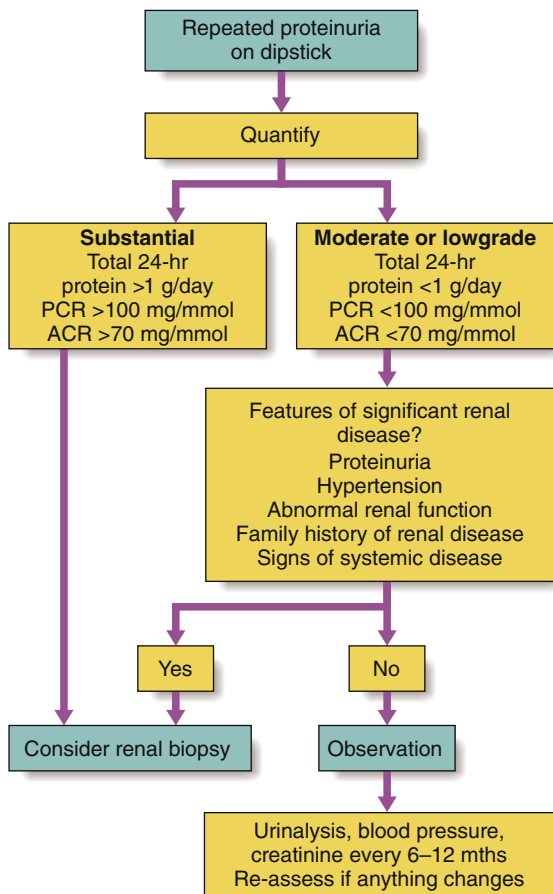 Repeated proteinuria
on dipstick
Quantify
Substantial
Total 24-hr
protein >1 g/day
PCR >100 mg/mmol
ACR >70 mg/mmol
Moderate or lowgrade
Total 24-hr
protein <1 g/day
PCR <100 mg/mmol
ACR <70 mg/mmol
Features of significant renal
disease?
Proteinuria
Hypertension
Abnormal renal function
Family history of renal disease
Signs of systemic disease
Yes
No
Consider renal biopsy
Observation
Urinalysis, blood pressure,
creatinine every 6–12 mths
Re-assess if anything changes